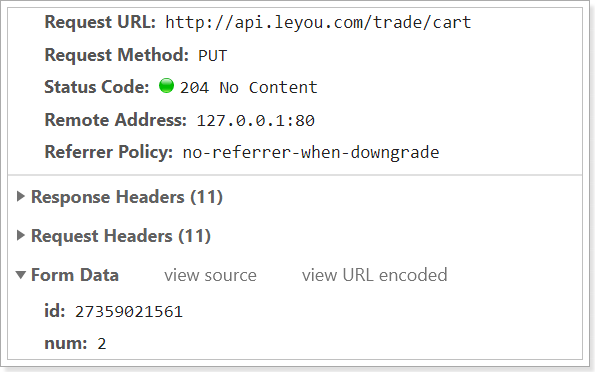 Request URL: http://api.leyou.com/trade/cart
Request Method: PUT
Status Code: 204 No Content
Remote Address: 127.0.0.1:80
Referrer Policy: no-referrer-when-downgrade
Response Headers (11)
Request Headers (11)
Form Data view source view URL encoded
id: 27359021561
num: 2